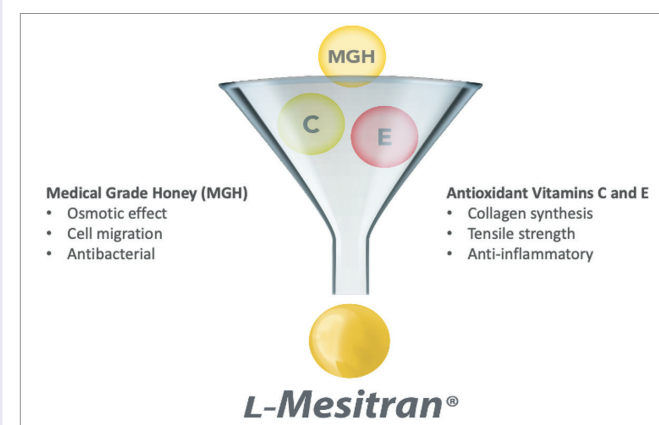 MGH
C
E
Medical Grade Honey (MGH)
• Osmotic effect
• Cell migration
• Antibacterial
Antioxidant Vitamins C and E
• Collagen synthesis
• Tensile strength
• Anti-inflammatory
L-Mesitran®